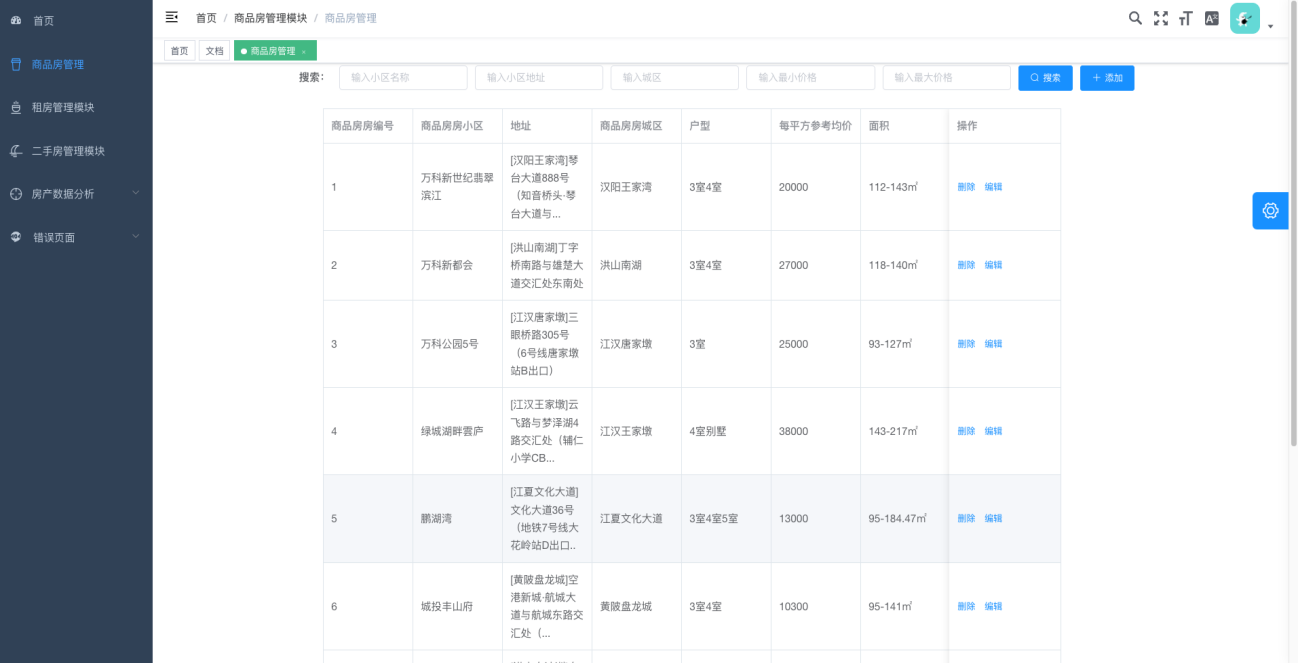 首页
商品房管理
租房管理模块
二手房管理模块
房产数据分析
错误页面
首页 / 商品房管理模块 / 商品房管理
首页 文档 商品房管理 ×
搜索: 输入小区名称 输入小区地址 输入城区 输入最小价格 输入最大价格 搜索 + 添加
商品房房编号 商品房房小区 地址 商品房房城区 户型 每平方参考均价 面积 操作
1
万科新世纪翡翠
滨江
[汉阳王家湾]琴
台大道888号
（知音桥头·琴
台大道与...
汉阳王家湾 3室4室 20000 112-143㎡ 删除 编辑
2 万科新都会
[洪山南湖]丁字
桥南路与雄楚大
道交汇处东南处
洪山南湖 3室4室 27000 118-140㎡ 删除 编辑
3 万科公园5号
[江汉唐家墩]三
眼桥路305号
（6号线唐家墩
站B出口）
江汉唐家墩 3室 25000 93-127㎡ 删除 编辑
4 绿城湖畔雲庐
[江汉王家墩]云
飞路与梦泽湖4
路交汇处（辅仁
小学CB...
江汉王家墩 4室别墅 38000 143-217㎡ 删除 编辑
5 鹏湖湾
[江夏文化大道]
文化大道36号
（地铁7号线大
花岭站D出口..
江夏文化大道 3室4室5室 13000 95-184.47㎡ 删除 编辑
6 城投丰山府
[黄陂盘龙城]空
港新城·航城大
道与航城东路交
汇处（...
黄陂盘龙城 3室4室 10300 95-141㎡ 删除 编辑